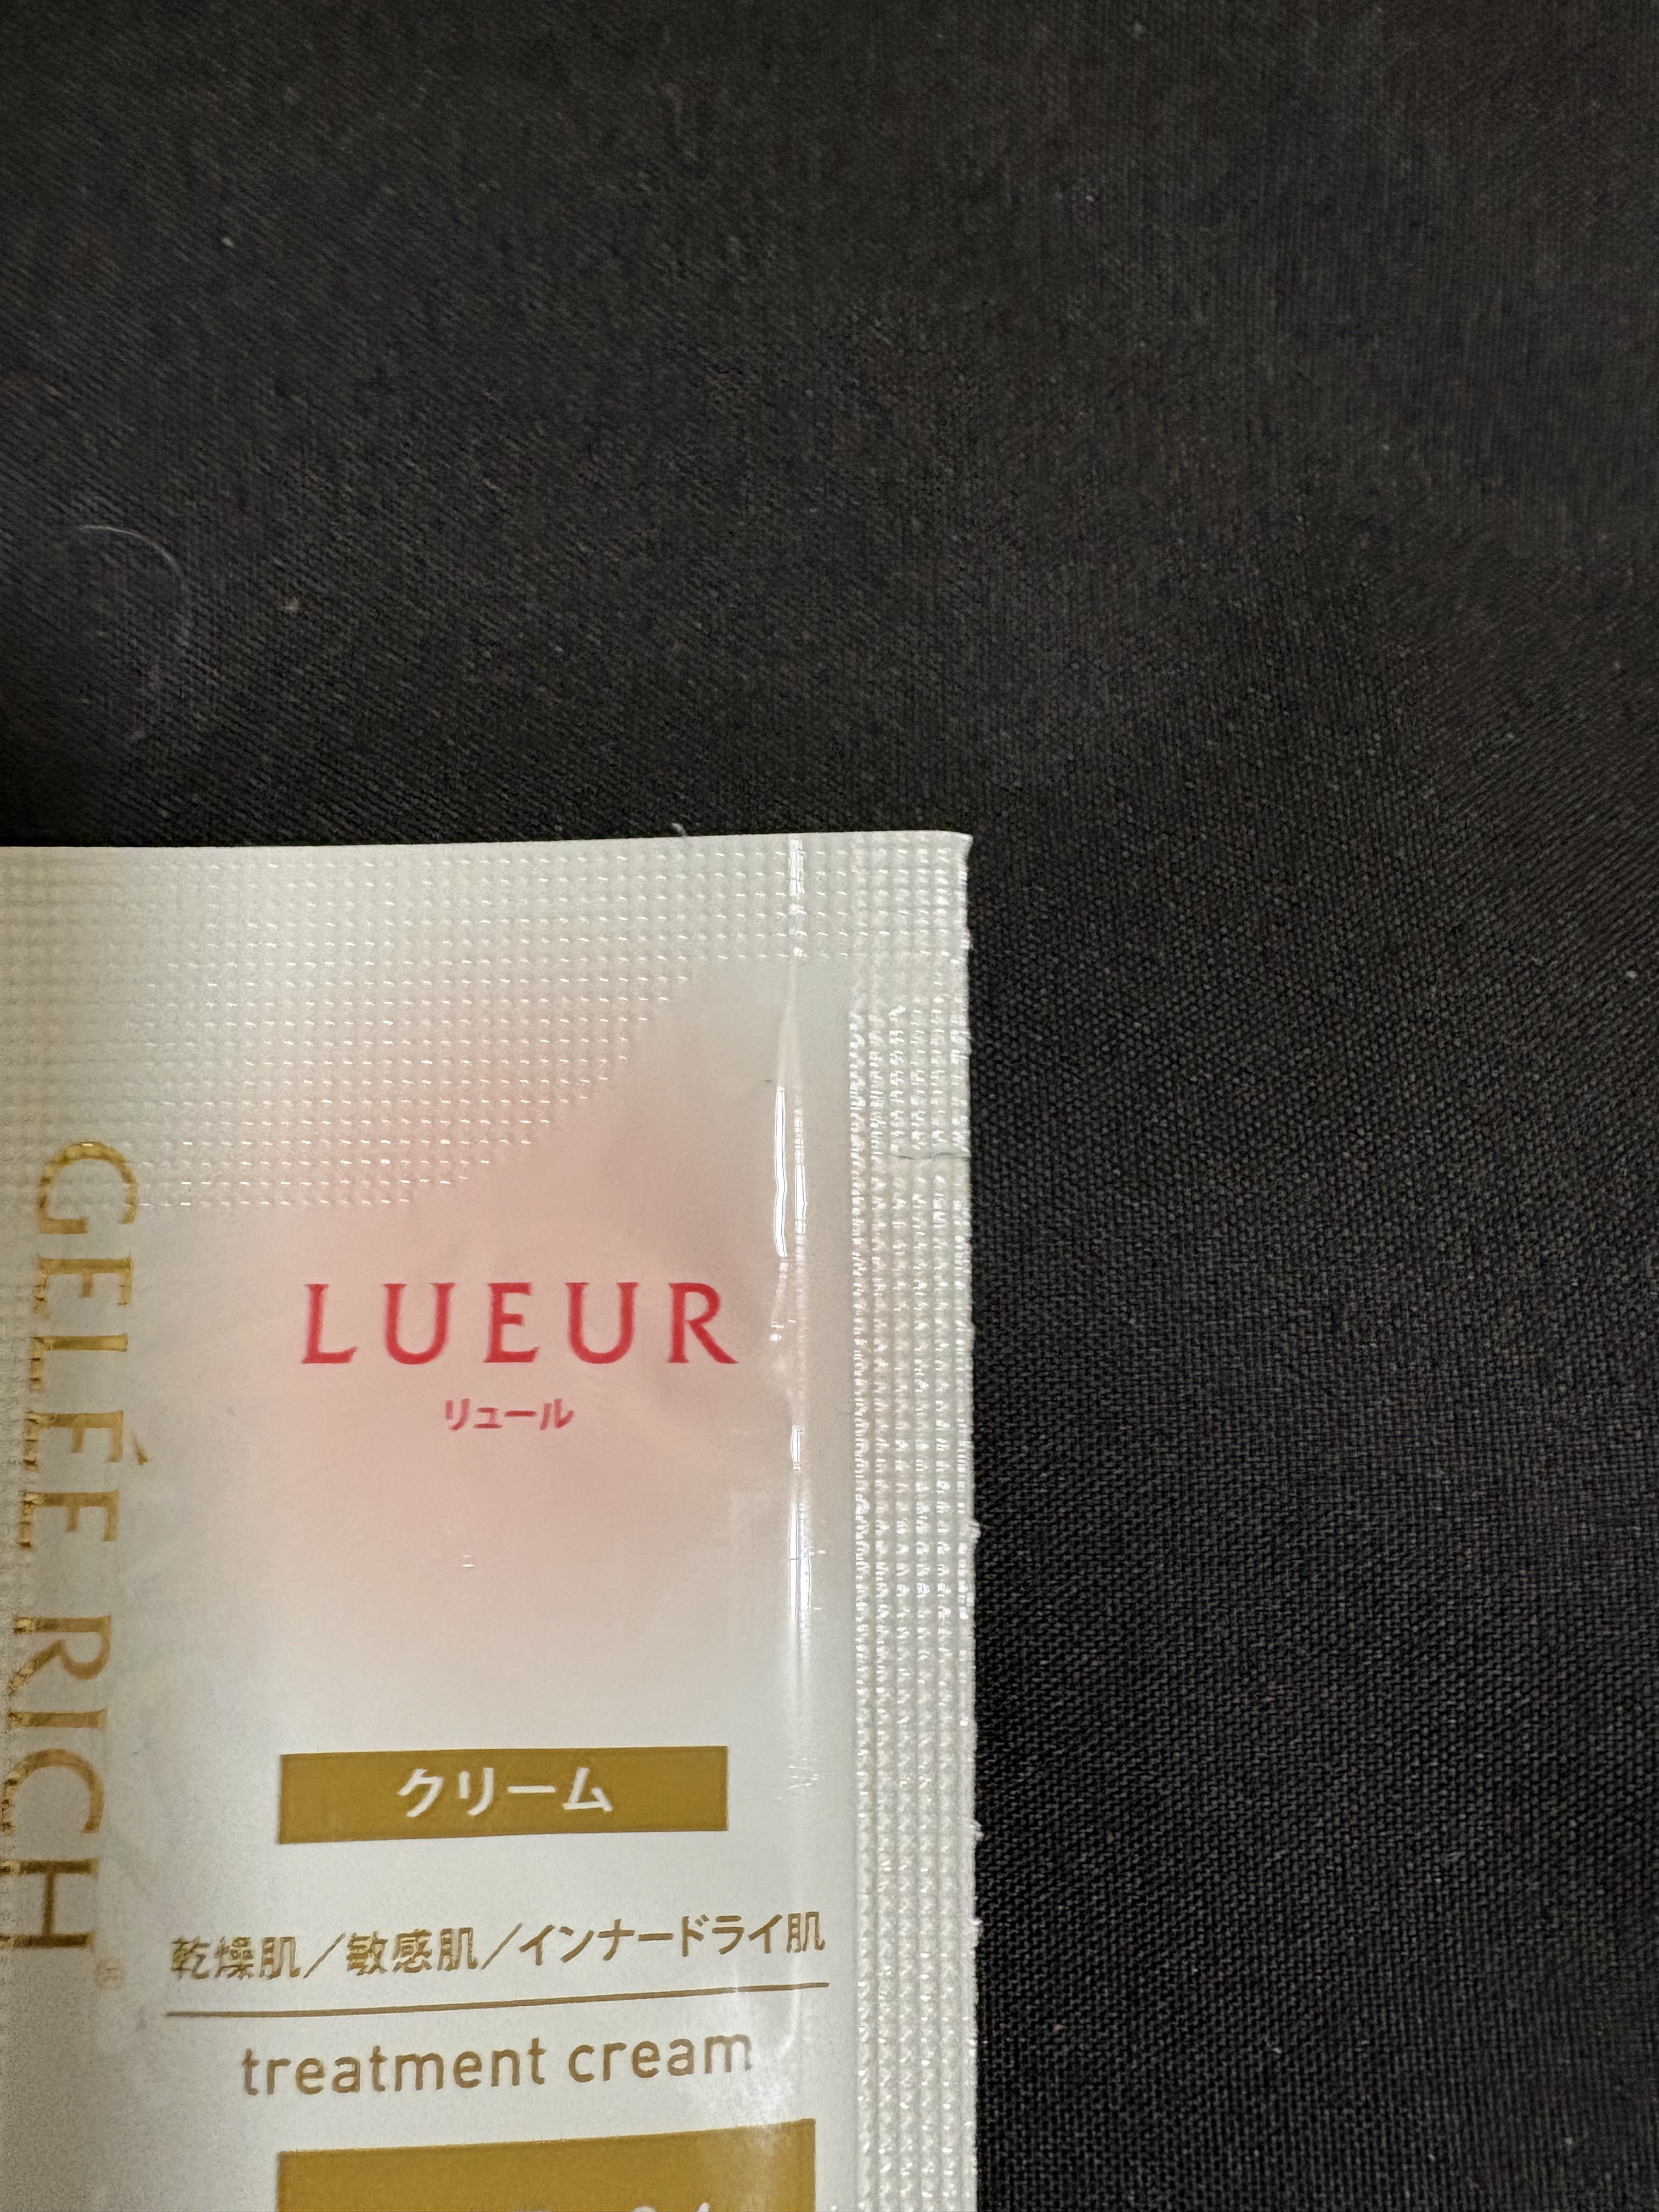 GELÉE RICH®
LUEUR
リュール
クリーム
乾燥肌/敏感肌/インナードライ肌
treatment cream